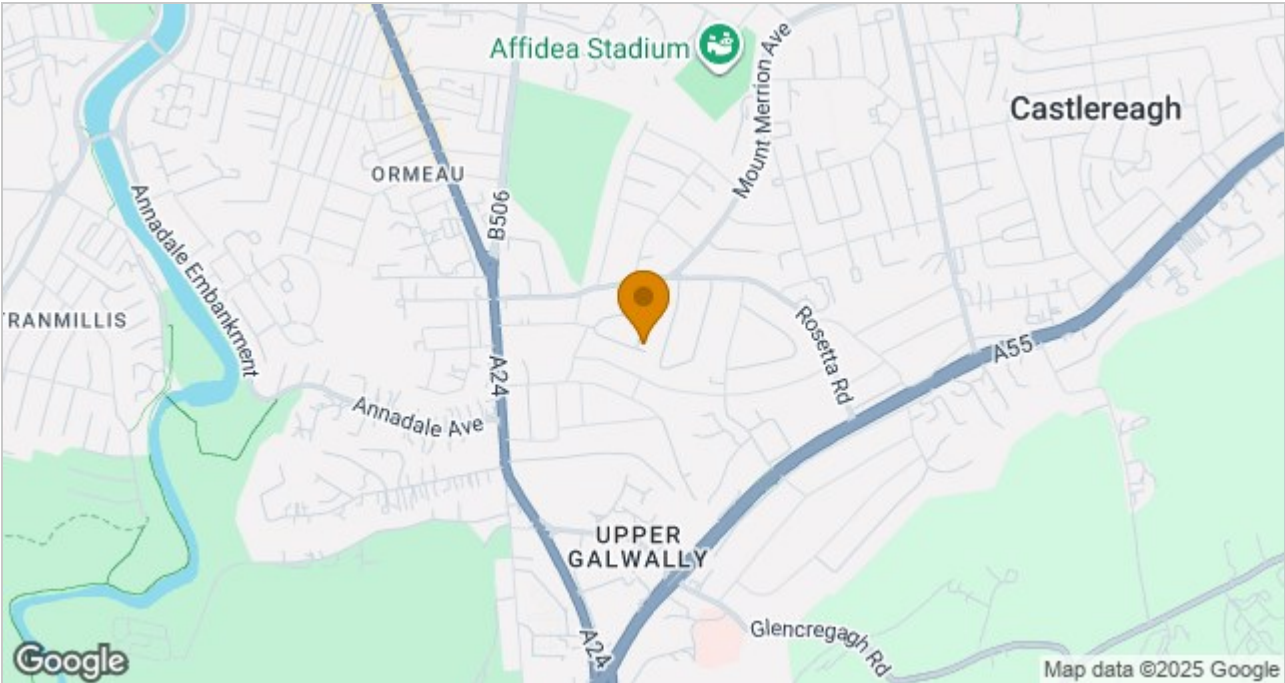 Affidea Stadium
Mount Merrion Ave
Castlereagh
ORMEAU
B506
Annadale Embankment
TRANMILLIS
Rosetta Rd
A55
A24
Annadale Ave
UPPER
GALWALLY
A24
Glencregagh Rd
Google
Map data ©2025 Google